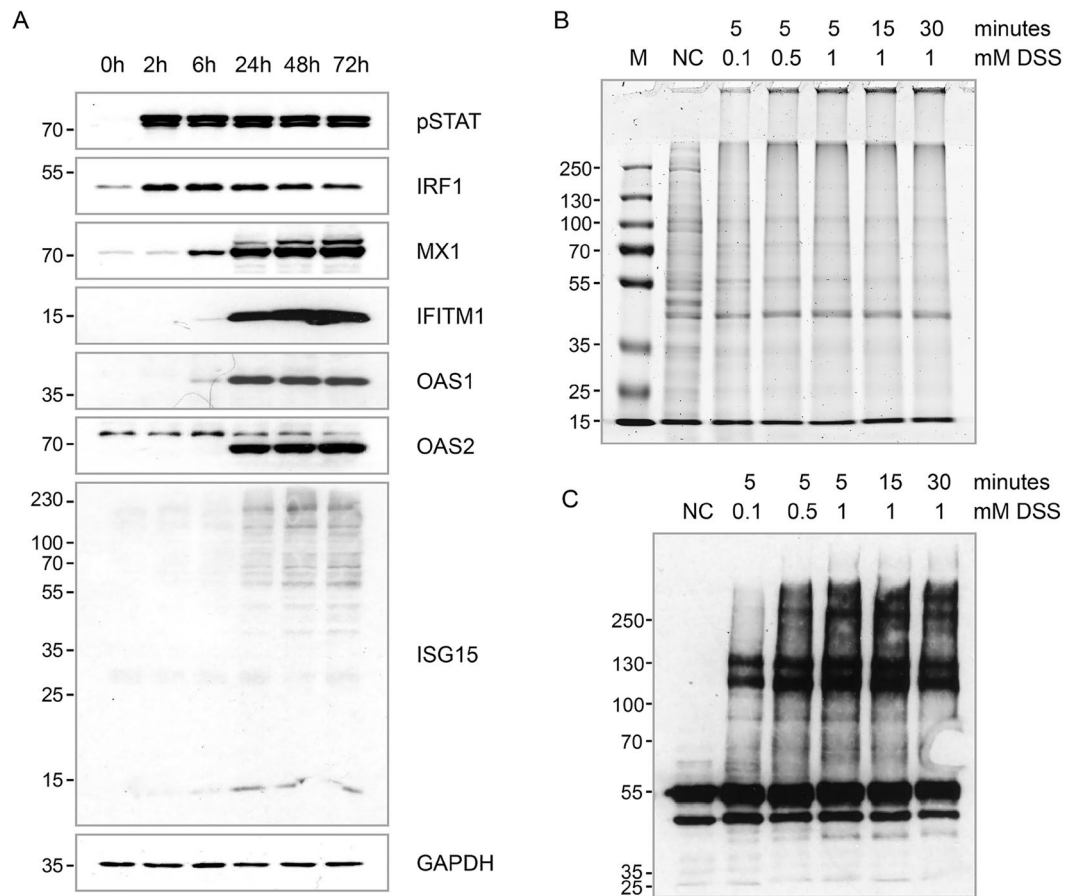 A
0h 2h 6h 24h 48h 72h
70 pSTAT
55
IRF1
70 MX1
15 IFITM1
OAS1
35
70 OAS2
230
100
70
55
35
ISG15
25
15
35 GAPDH
B
5 5 5 15 30 minutes
M NC 0.1 0.5 1 1 1 mM DSS
250
130
100
70
55
35
25
15
C
5 5 5 15 30 minutes
NC 0.1 0.5 1 1 1 mM DSS
250
130
100
70
55
35
25